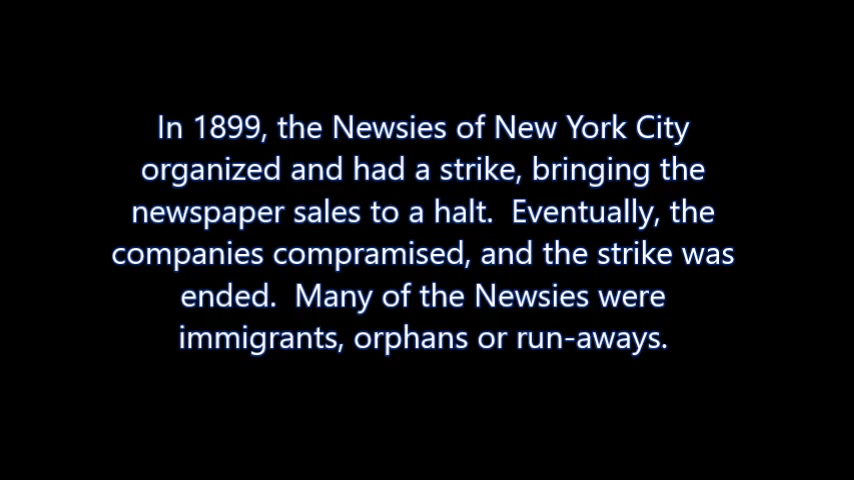 In 1899, the Newsies of New York City
organized and had a strike, bringing the
newspaper sales to a halt.  Eventually, the
companies compramised, and the strike was
ended.  Many of the Newsies were
immigrants, orphans or run-aways.